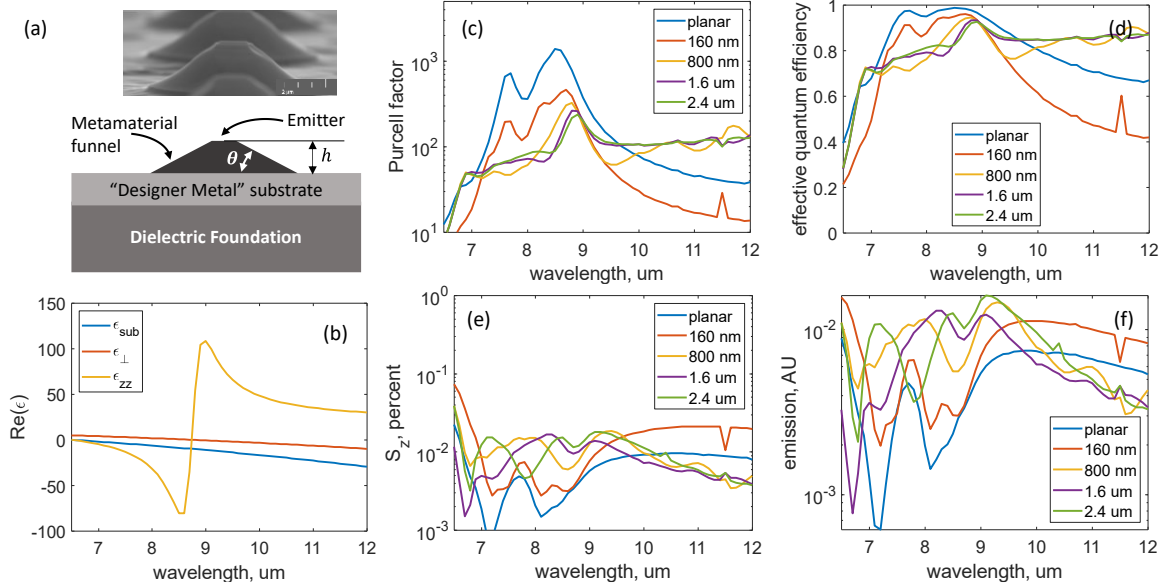 (a)
2um
Metamaterial
funnel
Emitter
θ
h
"Designer Metal" substrate
Dielectric Foundation
(b)
Re(ϵ)
150
100
50
0
-50
-100
7 8 9 10 11 12
wavelength, um
ϵsub
ϵ⊥
ϵzz
(c)
Purcell factor
10^3
10^2
10^1
7 8 9 10 11 12
wavelength, um
planar
160 nm
800 nm
1.6 um
2.4 um
(d)
effective quantum efficiency
1
0.8
0.6
0.4
0.2
0
7 8 9 10 11 12
wavelength, um
planar
160 nm
800 nm
1.6 um
2.4 um
(e)
Sz, percent
10^0
10^-1
10^-2
10^-3
7 8 9 10 11 12
wavelength, um
planar
160 nm
800 nm
1.6 um
2.4 um
(f)
emission, AU
10^-2
10^-3
7 8 9 10 11 12
wavelength, um
planar
160 nm
800 nm
1.6 um
2.4 um